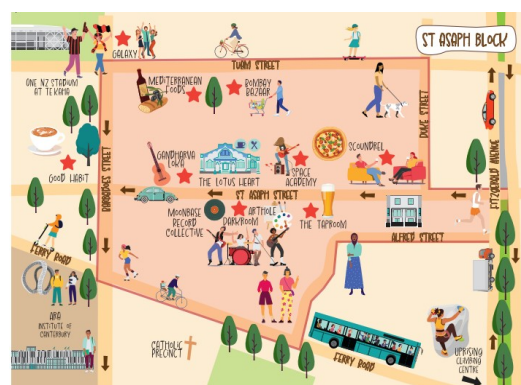 ST ASAPH BLOCK
GALAXY
TUAM STREET
ONE NZ STADIUM
AT TE KAHA
MEDITERRANEAN
FOODS
BOMBAY
BAZAAR
DUKE STREET
FITZGERALD AVENUE
BARBADOES STREET
GOOD HABIT
GANDHARVA
LOKA
THE LOTUS HEART
SPACE
ACADEMY
SCOUNDREL
ST ASAPH STREET
MOONBASE
RECORD
COLLECTIVE
DARKROOM
ARTHOLE
THE TAPROOM
ALFRED STREET
FERRY ROAD
ARA
INSTITUTE OF
CANTERBURY
CATHOLIC
PRECINCT
FERRY ROAD
UPRISING
CLIMBING
CENTRE